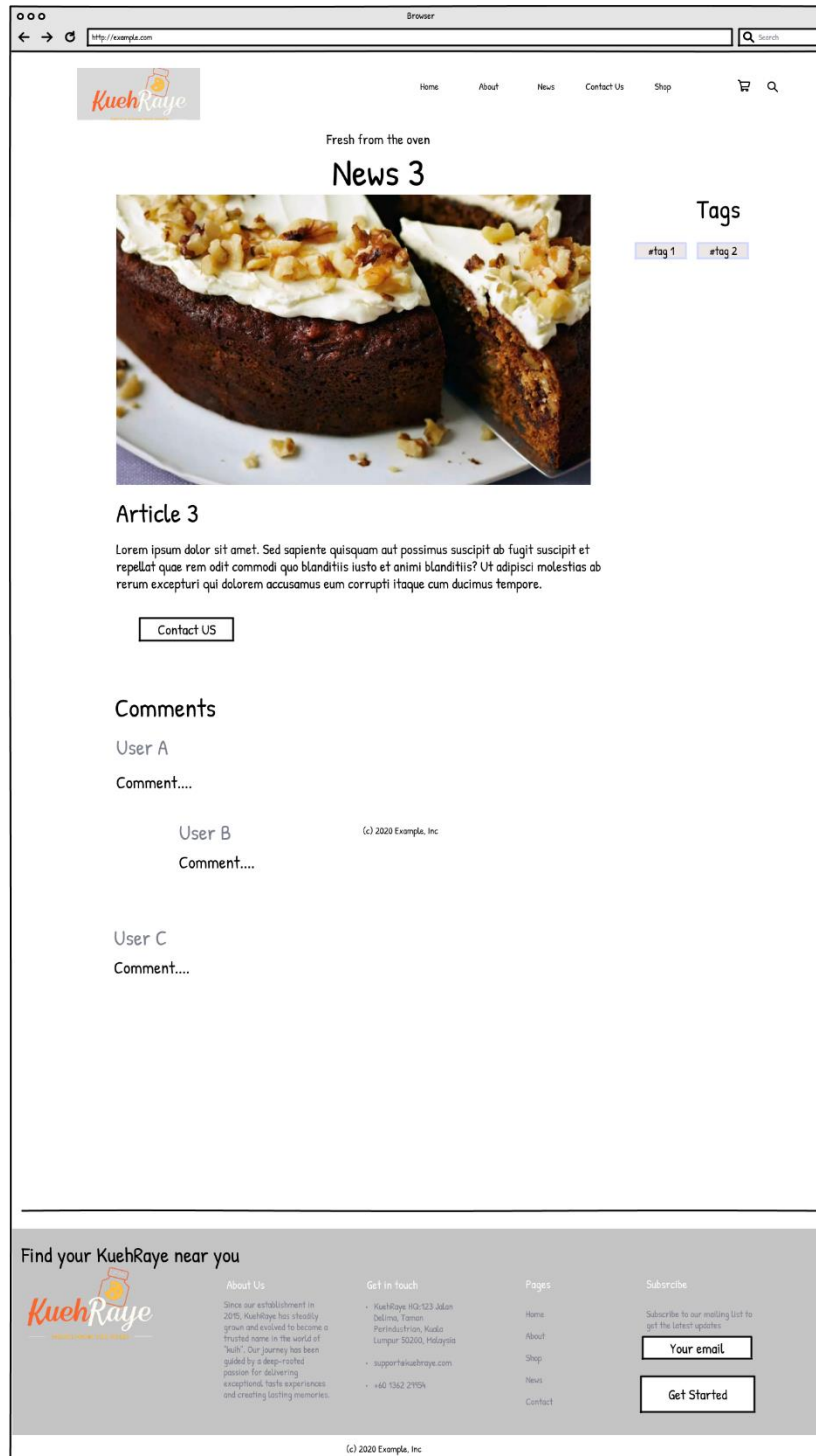 Browser
http://example.com
Search
KuehRaye
Home
About
News
Contact Us
Shop
Fresh from the oven
News 3
Tags
#tag 1
#tag 2
Article 3
Lorem ipsum dolor sit amet. Sed sapiente quisquam aut possimus suscipit ab fugit suscipit et
repellat quae rem odit commodi quo blanditiis iusto et animi blanditiis? Ut adipisci molestias ab
rerum excepturi qui dolorem accusamus eum corrupti itaque cum ducimus tempore.
Contact US
Comments
User A
Comment....
User B
(c) 2020 Example, Inc
Comment....
User C
Comment....
Find your KuehRaye near you
KuehRaye
About Us
Since our establishment in
2015, KuehRaye has steadily
grown and evolved to become a
trusted name in the world of
"kuih". Our journey has been
guided by a deep-rooted
passion for delivering
exceptional taste experiences
and creating lasting memories.
Get in touch
• KuehRaye HQ:123 Jalan
Delima, Taman
Perindustrian, Kuala
Lumpur 50200, Malaysia
• support@kuehraye.com
• +60 1362 29954
Pages
Home
About
Shop
News
Contact
Subsrcibe
Subscribe to our mailing list to
get the latest updates
Your email
Get Started
(c) 2020 Example, Inc